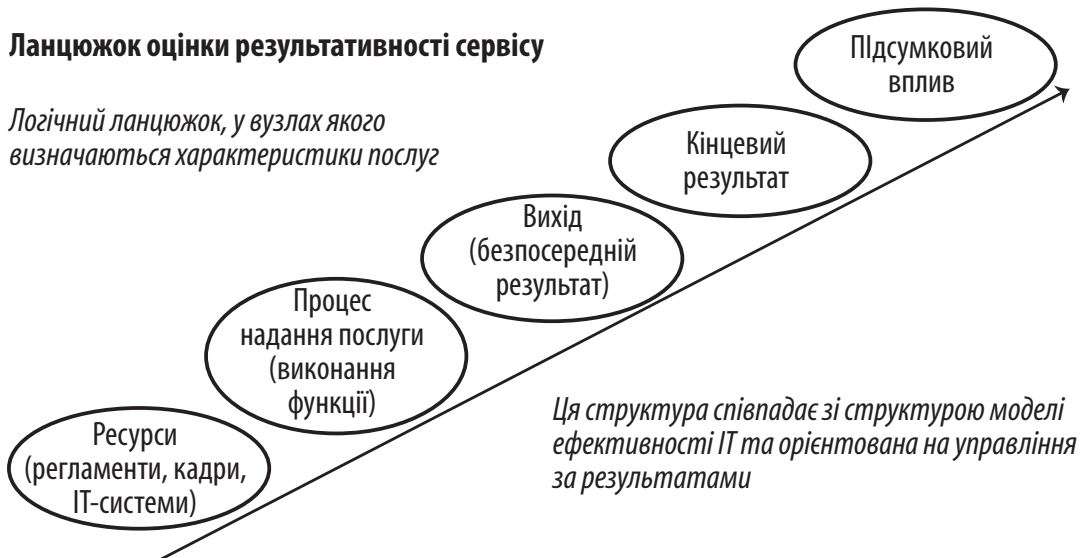 Ланцюжок оцінки результативності сервісу
Логічний ланцюжок, у вузлах якого
визначаються характеристики послуг
ПІдсумковий
вплив
Кінцевий
результат
Вихід
(безпосередній
результат)
Процес
надання послуги
(виконання
функції)
Ресурси
(регламенти, кадри,
ІТ-системи)
Ця структура співпадає зі структурою моделі
ефективності ІТ та орієнтована на управління
за результатами